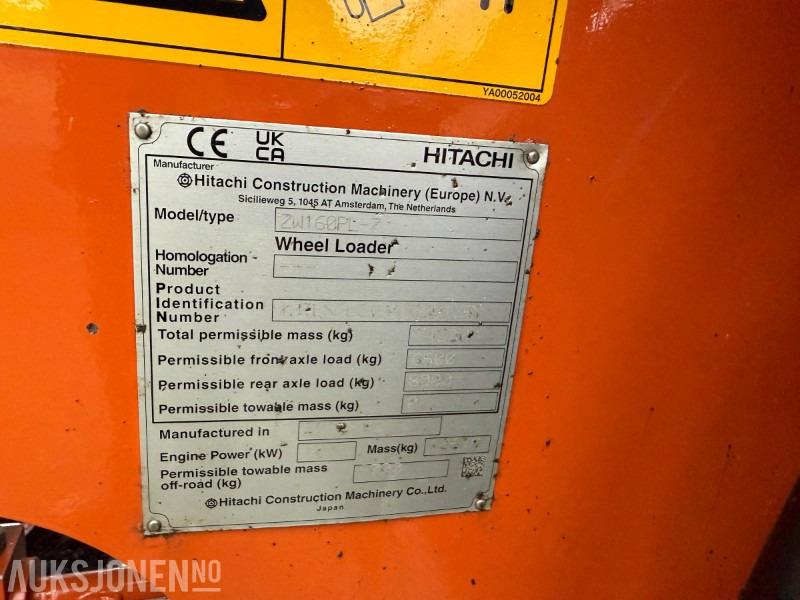 YA00052004
CE UK CA HITACHI
Manufacturer
Hitachi Construction Machinery (Europe) N.V.
Sicilieweg 5, 1045 AT Amsterdam, The Netherlands
Model/type ZW160PL-7
Wheel Loader
Homologation Number ---
Product
Identification
Number
Total permissible mass (kg)
Permissible front axle load (kg)
Permissible rear axle load (kg)
Permissible towable mass (kg)
Manufactured in
Engine Power (kW) Mass(kg)
Permissible towable mass
off-road (kg)
Hitachi Construction Machinery Co.,Ltd.
Japan
AUKSJONEN.NO